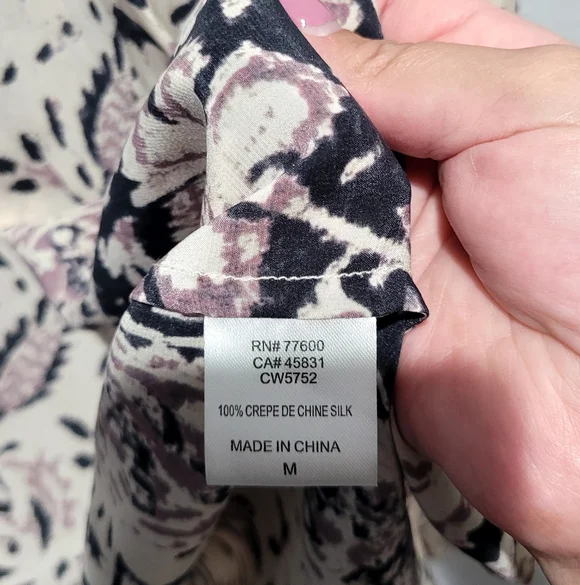 RN# 77600
CA# 45831
CW5752
100% CREPE DE CHINE SILK
MADE IN CHINA
M